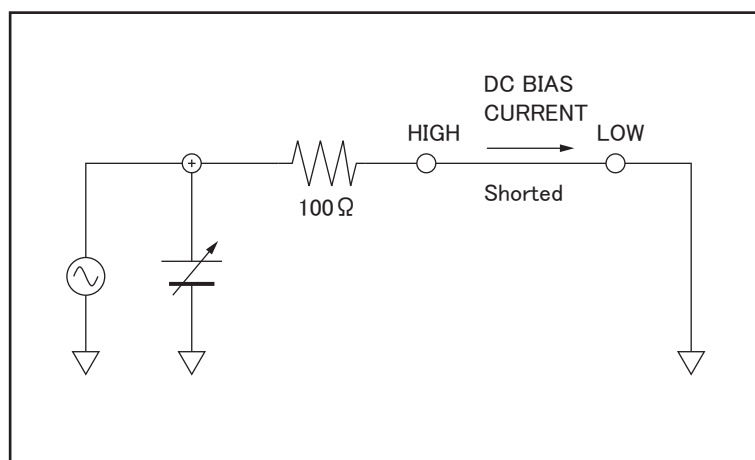 DC BIAS
CURRENT
HIGH
LOW
Shorted
100Ω